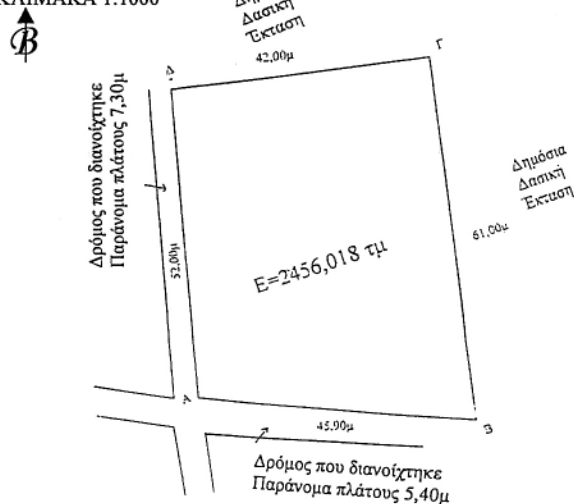 ΚΛΙΜΑΚΑ 1:1000
Β
Δημόσια
Δασική
Έκταση
42,00μ
Δ
Γ
Δρόμος που διανοίχτηκε
Παράνομα πλάτους 7,30μ
52,00μ
Δημόσια
Δασική
Έκταση
61,00μ
Ε=2456,018 τμ
Α
45,90μ
Β
Δρόμος που διανοίχτηκε
Παράνομα πλάτους 5,40μ